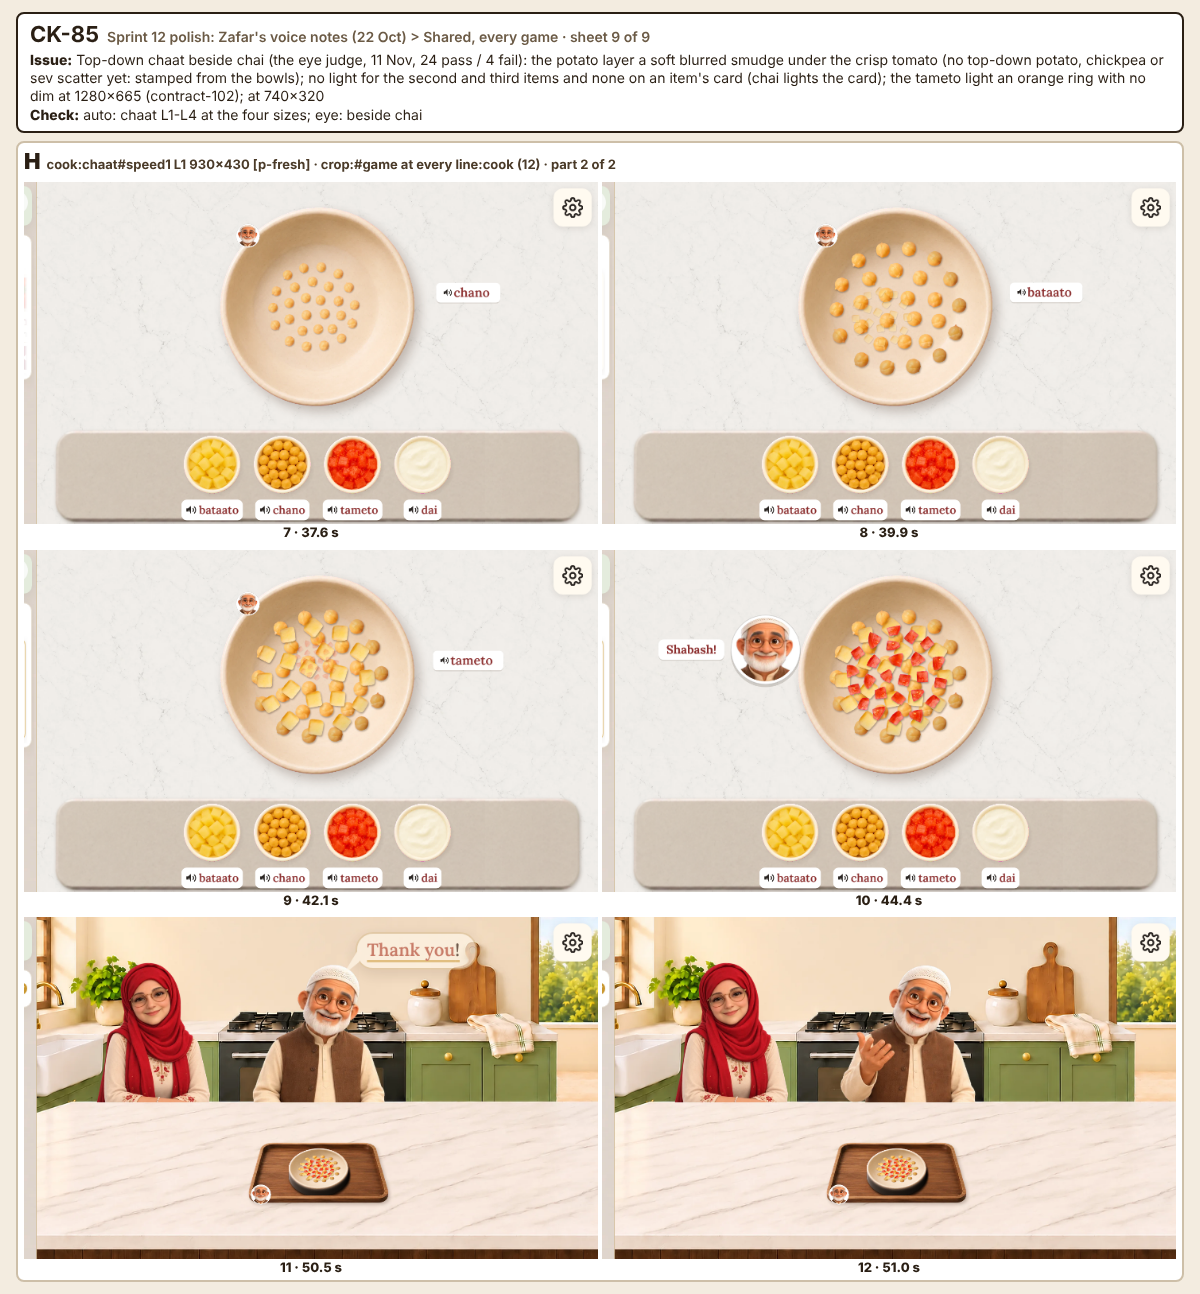 CK-85 Sprint 12 polish: Zafar's voice notes (22 Oct) > Shared, every game · sheet 9 of 9
Issue: Top-down chaat beside chai (the eye judge, 11 Nov, 24 pass / 4 fail): the potato layer a soft blurred smudge under the crisp tomato (no top-down potato, chickpea or
sev scatter yet: stamped from the bowls); no light for the second and third items and none on an item's card (chai lights the card); the tameto light an orange ring with no
dim at 1280×665 (contract-102); at 740×320
Check: auto: chaat L1-L4 at the four sizes; eye: beside chai
H cook:chaat#speed1 L1 930×430 [p-fresh] · crop:#game at every line:cook (12) · part 2 of 2
chano
bataato chano tameto dai
7 · 37.6 s
bataato
bataato chano tameto dai
8 · 39.9 s
tameto
bataato chano tameto dai
9 · 42.1 s
Shabash!
bataato chano tameto dai
10 · 44.4 s
Thank you!
11 · 50.5 s
12 · 51.0 s